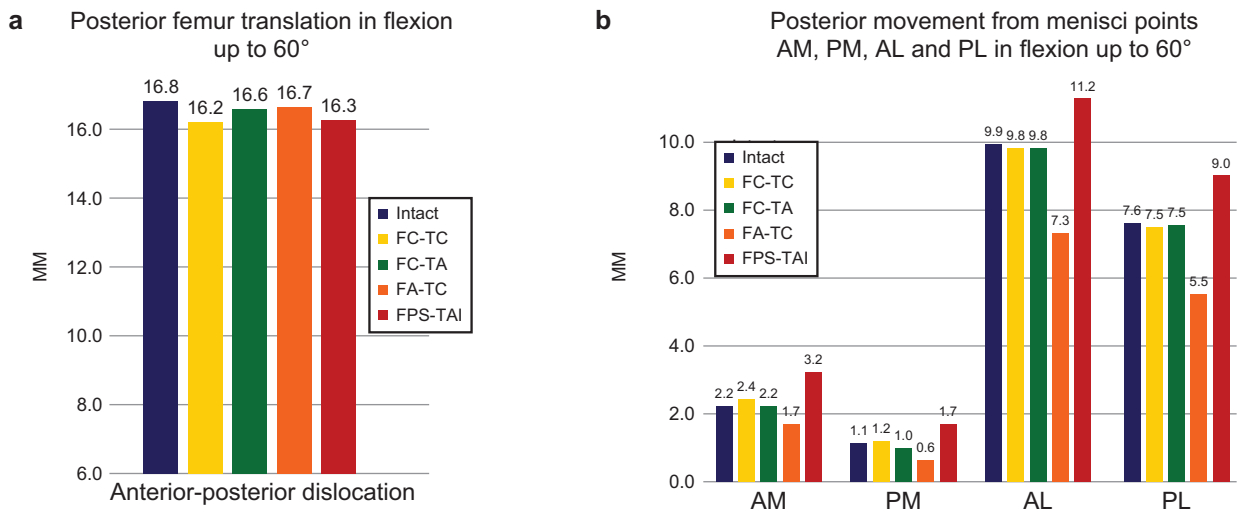 a
Posterior femur translation in flexion
up to 60°
16.8
16.2
16.6
16.7
16.3
16.0
14.0
12.0
10.0
8.0
6.0
MM
Intact
FC-TC
FC-TA
FA-TC
FPS-TAI
Anterior-posterior dislocation
b
Posterior movement from menisci points
AM, PM, AL and PL in flexion up to 60°
10.0
8.0
6.0
4.0
2.0
0.0
MM
Intact
FC-TC
FC-TA
FA-TC
FPS-TAI
2.2
2.4
2.2
1.7
3.2
1.1
1.2
1.0
0.6
1.7
9.9
9.8
9.8
7.3
11.2
7.6
7.5
7.5
5.5
9.0
AM
PM
AL
PL